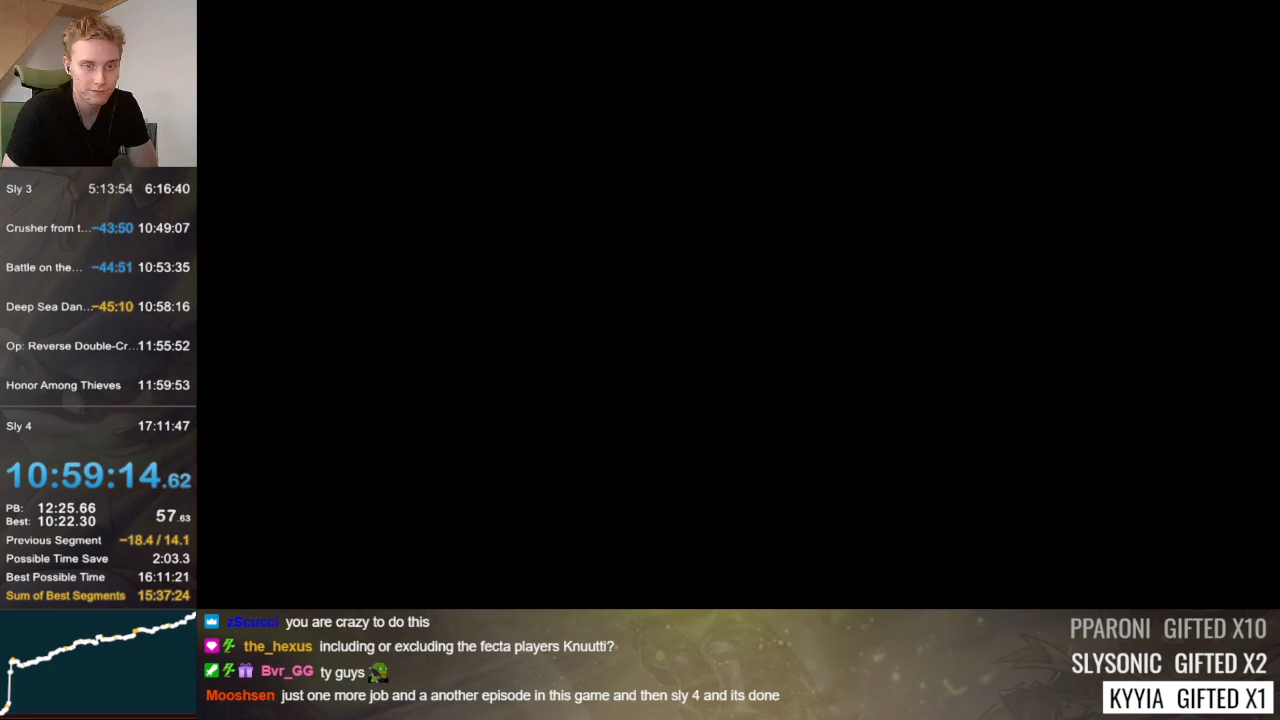 Sly 3 5:13:54 6:16:40
Crusher from t... −43:50 10:49:07
Battle on the... −44:51 10:53:35
Deep Sea Dan... −45:10 10:58:16
Op: Reverse Double-Cr... 11:55:52
Honor Among Thieves 11:59:53
Sly 4 17:11:47
10:59:14.62
PB: 12:25.66
Best: 10:22.30
57.63
Previous Segment −18.4 / 14.1
Possible Time Save 2:03.3
Best Possible Time 16:11:21
Sum of Best Segments 15:37:24
zScucci you are crazy to do this
the_hexus including or excluding the fecta players Knuutti?
Bvr_GG ty guys
Mooshsen just one more job and a another episode in this game and then sly 4 and its done
PPARONI GIFTED X10
SLYSONIC GIFTED X2
KYYIA GIFTED X1